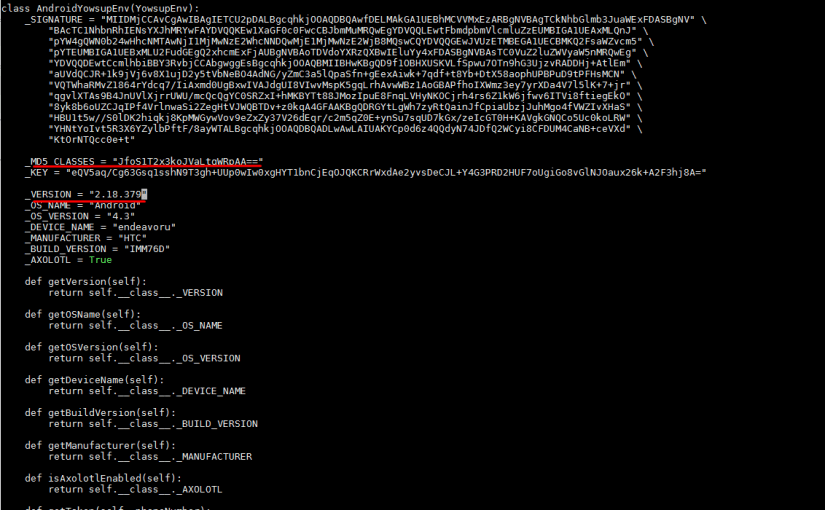 class AndroidYowsupEnv(YowsupEnv):
_SIGNATURE = "MIIDMjCCAvCgAwIBAgIETCU2pDALBgcqhkjOOAQDBQAwfDELMAkGA1UEBhMCVVMxEzARBgNVBAgTCkNhbGlmb3JuaWExFDASBgNV" \
"BAcTC1NhbnRhIENsYXJhMRYwFAYDVQQKEw1XaGF0c0FwcCBJbmMuMRQwEgYDVQQLEwtFbmdpbmVlcmluZzEUMBIGA1UEAxMLQnJ" \
"pYW4gQWN0b24wHhcNMTAwNjI1MjMwNzE2WhcNNDQwMjE1MjMwNzE2WjB8MQswCQYDVQQGEwJVUzETMBEGA1UECBMKQ2FsaWZvcm5" \
"pYTEUMBIGA1UEBxMLU2FudGEgQ2xhcmExFjAUBgNVBAoTDVdoYXRzQXBwIEluYy4xFDASBgNVBAsTC0VuZ2luZWVyaW5nMRQwEg" \
"YDVQQDEwtCcmlhbiBBY3RvbjCCAbgwggEsBgcqhkjOOAQBMIIBHwKBgQD9f1OBHXUSKVLfSpwu7OTn9hG3UjzvRADDHj+AtlEm" \
"aUVdQCJR+1k9jVj6v8X1ujD2y5tVbNeBO4AdNG/yZmC3a5lQpaSfn+gEexAiwk+7qdf+t8Yb+DtX58aophUPBPuD9tPFHsMCN" \
"VQTWhaRMvZ1864rYdcq7/IiAxmd0UgBxwIVAJdgUI8VIwvMspK5gqLrhAvwWBz1AoGBAPfhoIXWmz3ey7yrXDa4V7l5lK+7+jr" \
"qgvlXTAs9B4JnUVlXjrrUWU/mcQcQgYC0SRZxI+hMKBYTt88JMozIpuE8FnqLVHyNKOCjrh4rs6Z1kW6jfwv6ITVi8ftiegEkO" \
"8yk8b6oUZCJqIPf4VrlnwaSi2ZegHtVJWQBTDv+z0kqA4GFAAKBgQDRGYtLgWh7zyRtQainJfCpiaUbzjJuhMgo4fVWZIvXHaS" \
"HBU1t5w//S0lDK2hiqkj8KpMWGywVov9eZxZy37V26dEqr/c2m5qZ0E+ynSu7sqUD7kGx/zeIcGT0H+KAVgkGNQCo5Uc0koLRW" \
"YHNtYoIvt5R3X6YZylbPftF/8ayWTALBgcqhkjOOAQDBQADLwAwLAIUAKYCp0d6z4QQdyN74JDfQ2WCyi8CFDUM4CaNB+ceVXd" \
"KtOrNTQcc0e+t"
_MD5_CLASSES = "JfoS1T2x3koJVaLtqWRpAA=="
_KEY = "eQV5aq/Cg63Gsq1sshN9T3gh+UUp0wIw0xgHYT1bnCjEqOJQKCRrWxdAe2yvsDeCJL+Y4G3PRD2HUF7oUgiGo8vGlNJOaux26k+A2F3hj8A="
_VERSION = "2.18.379"
_OS_NAME = "Android"
_OS_VERSION = "4.3"
_DEVICE_NAME = "endeavoru"
_MANUFACTURER = "HTC"
_BUILD_VERSION = "IMM76D"
_AXOLOTL = True
def getVersion(self):
return self.__class__._VERSION
def getOSName(self):
return self.__class__._OS_NAME
def getOSVersion(self):
return self.__class__._OS_VERSION
def getDeviceName(self):
return self.__class__._DEVICE_NAME
def getBuildVersion(self):
return self.__class__._BUILD_VERSION
def getManufacturer(self):
return self.__class__._MANUFACTURER
def isAxolotlEnabled(self):
return self.__class__._AXOLOTL